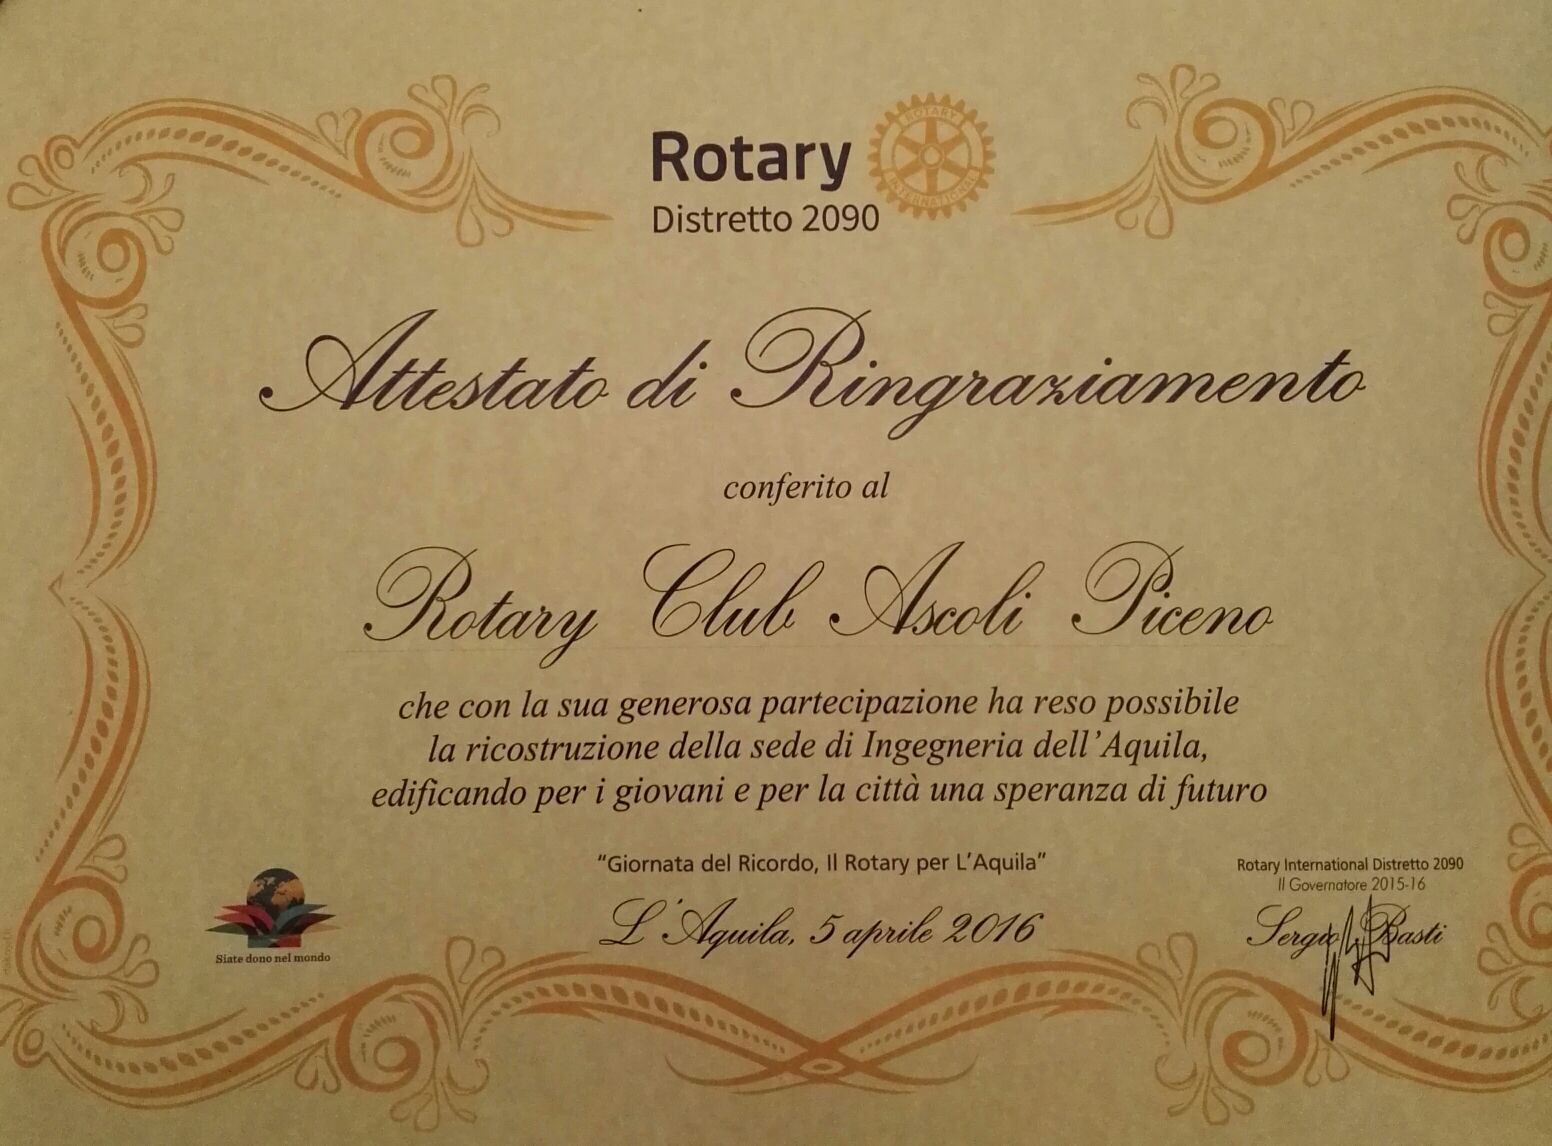 Rotary
ROTARY
INTERNATIONAL
Distretto 2090
Attestato di Ringraziamento
conferito al
Rotary Club Ascoli Piceno
che con la sua generosa partecipazione ha reso possibile
la ricostruzione della sede di Ingegneria dell'Aquila,
edificando per i giovani e per la città una speranza di futuro
"Giornata del Ricordo, Il Rotary per L'Aquila"
L'Aquila, 5 aprile 2016
Siate dono nel mondo
Rotary International Distretto 2090
Il Governatore 2015-16
Sergio Basti